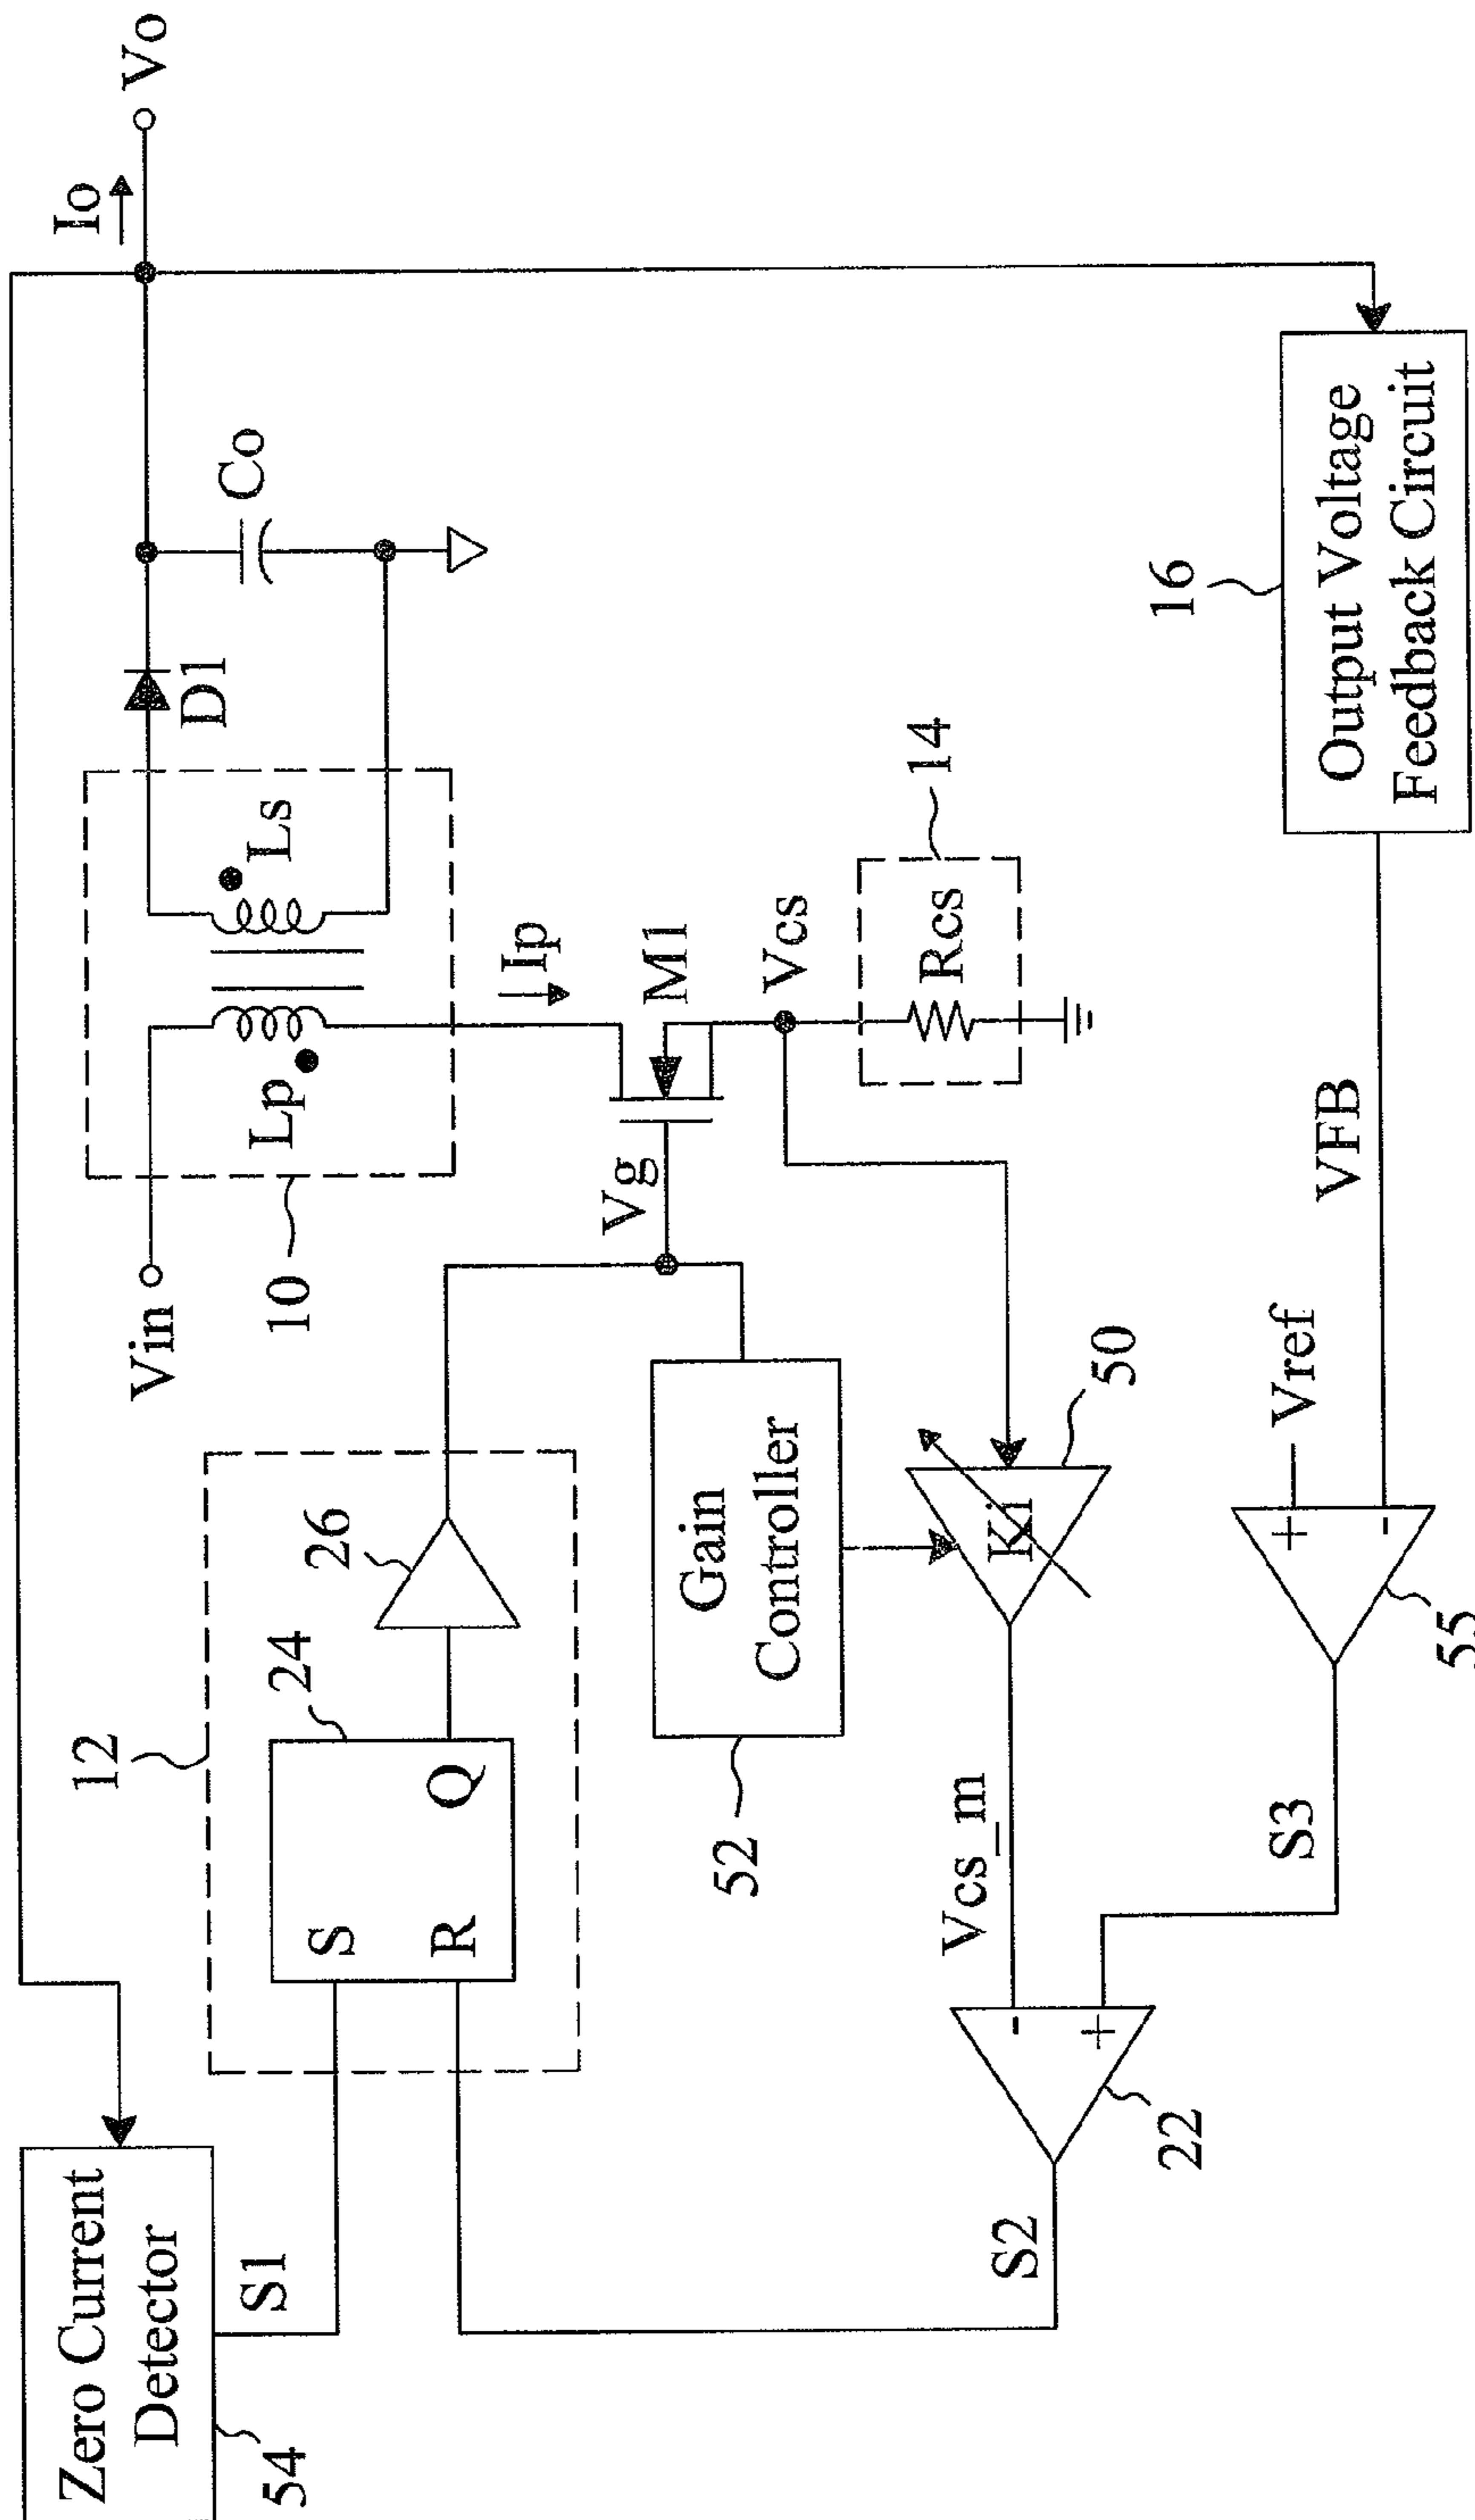 Zero Current
Detector
54
S1
12
24
26
S
R
Q
Vin
10
Lp
Ls
D1
Co
Io
Vo
Ip
Vg
M1
Gain
Controller
52
Vcs
14
Rcs
Ki
50
Vcs_m
-
+
22
S2
S3
Vref
+
-
55
VFB
16
Output Voltage
Feedback Circuit